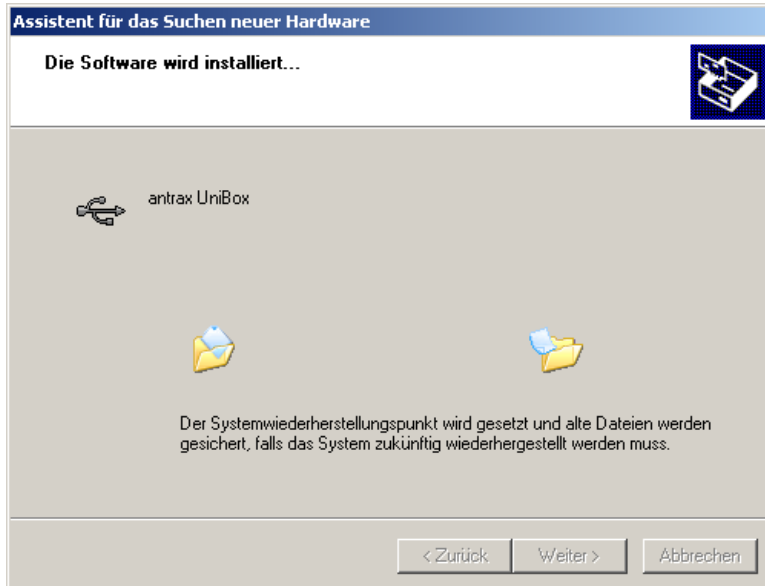 Assistent für das Suchen neuer Hardware
Die Software wird installiert...
antrax UniBox
Der Systemwiederherstellungspunkt wird gesetzt und alte Dateien werden
gesichert, falls das System zukünftig wiederhergestellt werden muss.
< Zurück Weiter > Abbrechen